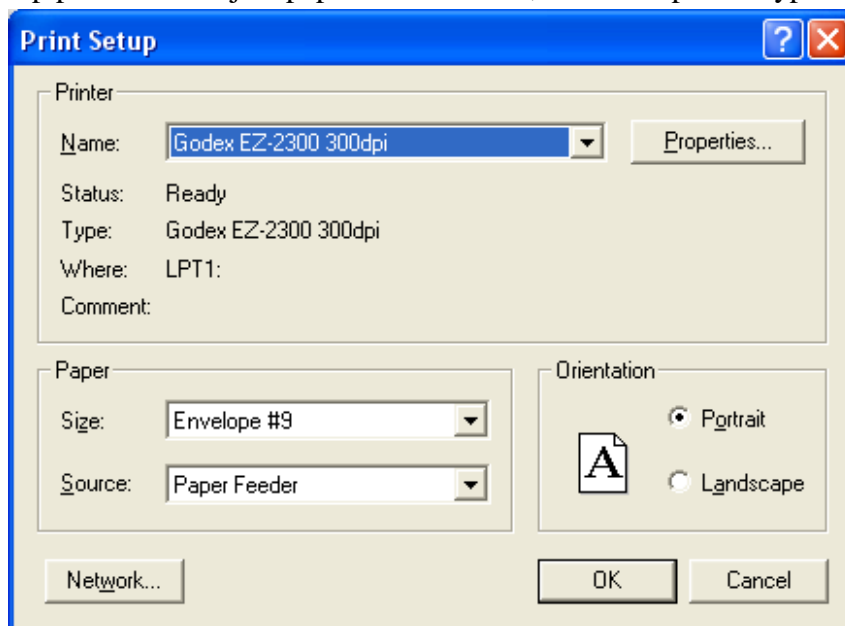 Print Setup
Printer
Name: Godex EZ-2300 300dpi Properties...
Status: Ready
Type: Godex EZ-2300 300dpi
Where: LPT1:
Comment:
Paper
Size: Envelope #9
Source: Paper Feeder
Orientation
A
Portrait
Landscape
Network... OK Cancel